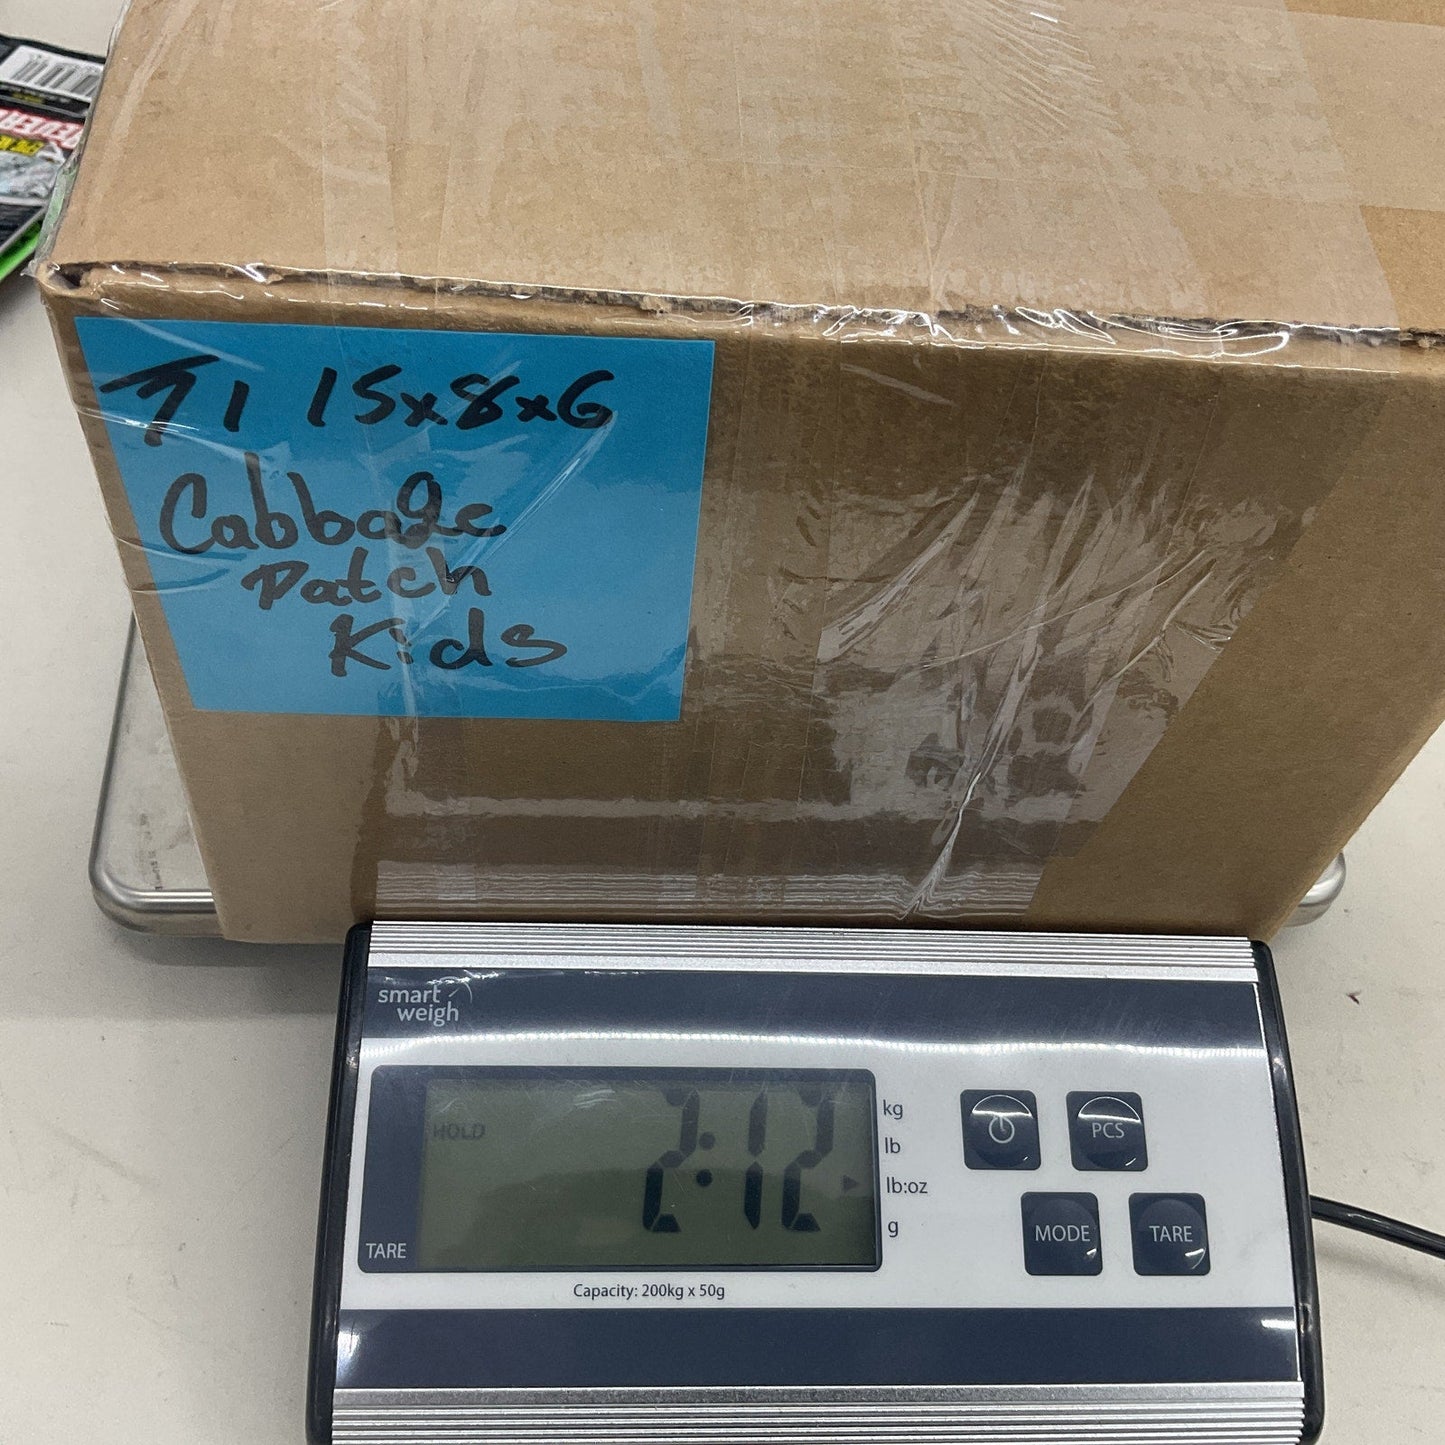 T1 15x8x6
Cabbage
Patch
Kids
smart
weigh
HOLD
2:12
kg
lb
lb:oz
g
TARE
PCS
MODE
TARE
Capacity: 200kg x 50g